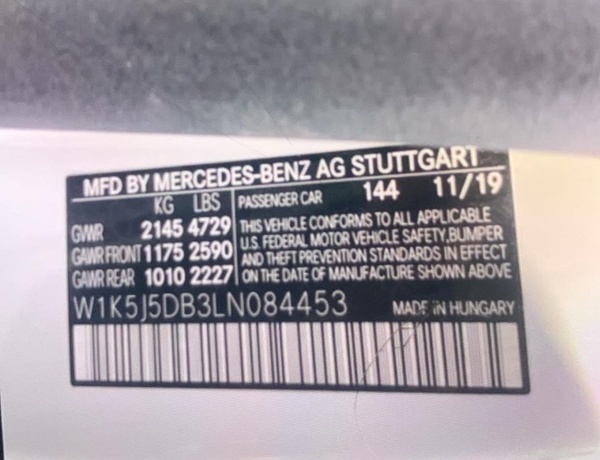 MFD BY MERCEDES-BENZ AG STUTTGART
KG LBS PASSENGER CAR 144 11/19
GVWR 2145 4729 THIS VEHICLE CONFORMS TO ALL APPLICABLE
GAWR FRONT 1175 2590 U.S. FEDERAL MOTOR VEHICLE SAFETY, BUMPER
AND THEFT PREVENTION STANDARDS IN EFFECT
GAWR REAR 1010 2227 ON THE DATE OF MANUFACTURE SHOWN ABOVE
W1K5J5DB3LN084453 MADE IN HUNGARY